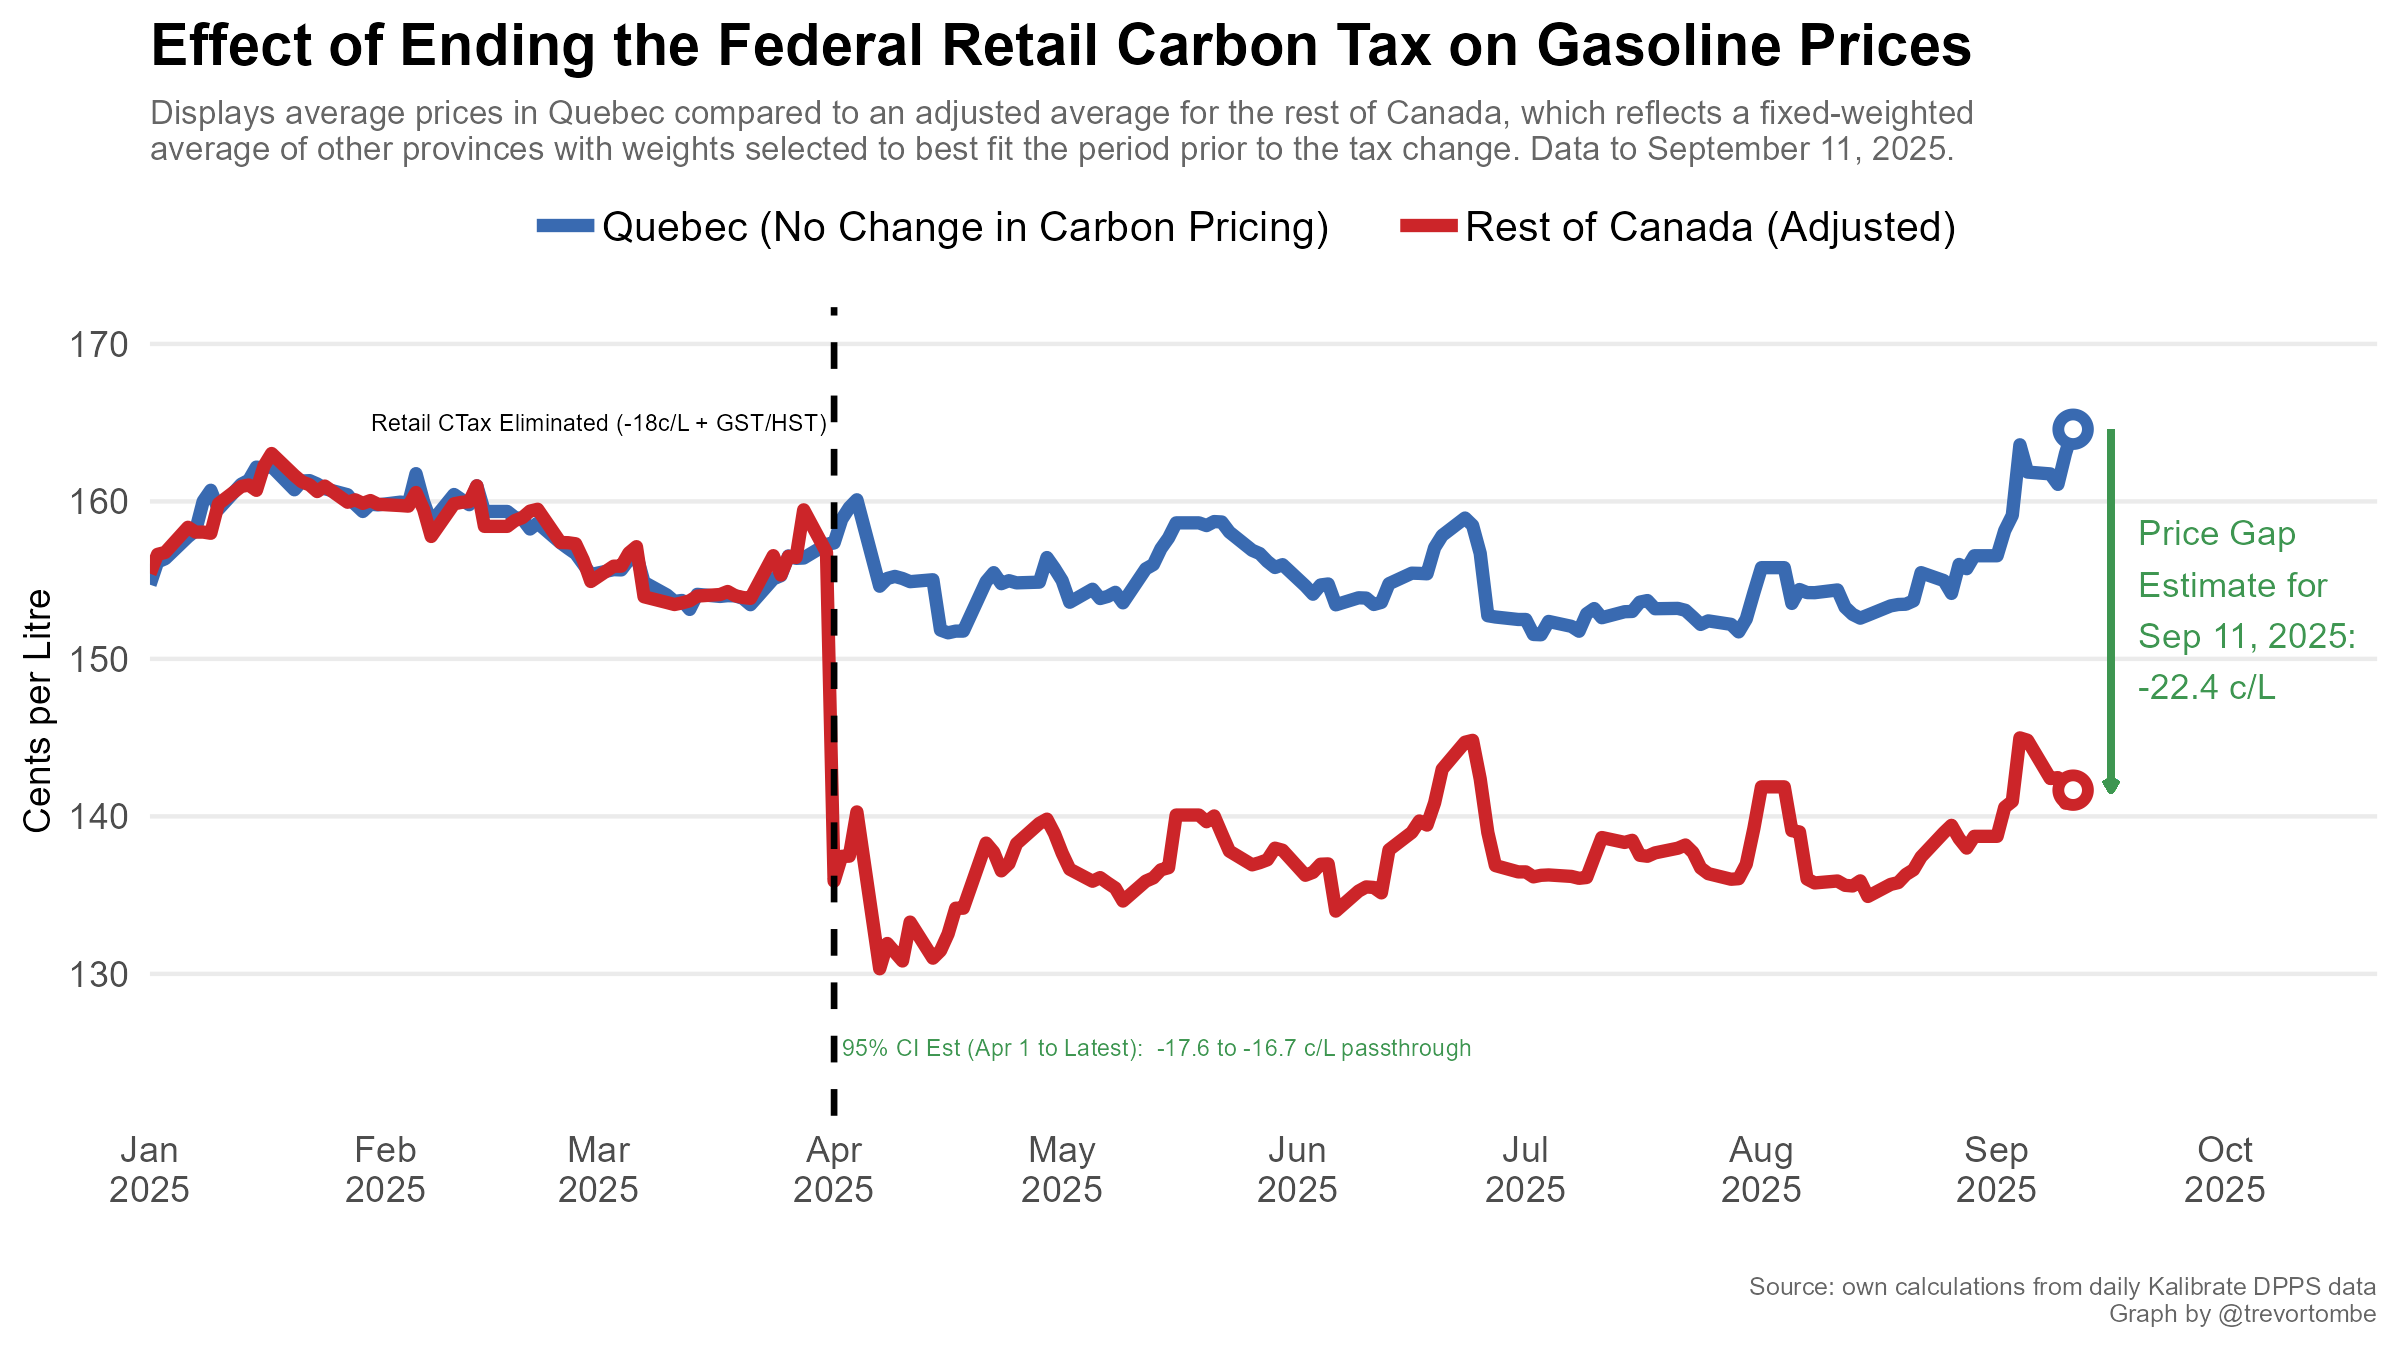 Effect of Ending the Federal Retail Carbon Tax on Gasoline Prices
Displays average prices in Quebec compared to an adjusted average for the rest of Canada, which reflects a fixed-weighted
average of other provinces with weights selected to best fit the period prior to the tax change. Data to September 11, 2025.
Quebec (No Change in Carbon Pricing)
Rest of Canada (Adjusted)
Cents per Litre
170
160
150
140
130
Retail CTax Eliminated (-18c/L + GST/HST)
Price Gap
Estimate for
Sep 11, 2025:
-22.4 c/L
95% CI Est (Apr 1 to Latest):  -17.6 to -16.7 c/L passthrough
Jan
2025
Feb
2025
Mar
2025
Apr
2025
May
2025
Jun
2025
Jul
2025
Aug
2025
Sep
2025
Oct
2025
Source: own calculations from daily Kalibrate DPPS data
Graph by @trevortombe